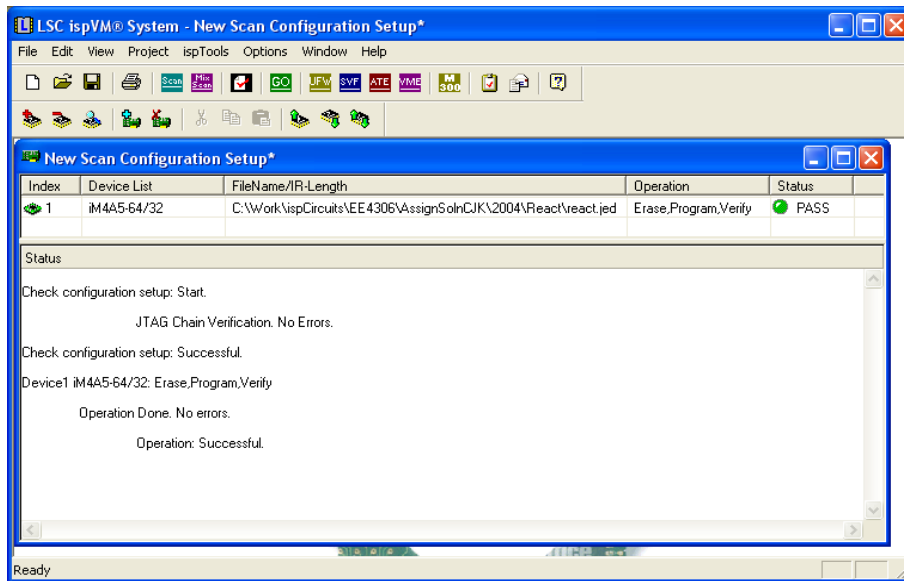 LSC ispVM® System - New Scan Configuration Setup*
File Edit View Project ispTools Options Window Help
Scan Mix Scan GO UFW SVF ATE VME M 300
New Scan Configuration Setup*
Index Device List FileName/IR-Length Operation Status
1 iM4A5-64/32 C:\Work\ispCircuits\EE4306\AssignSolnCJK\2004\React\react.jed Erase,Program,Verify PASS
Status
Check configuration setup: Start.
JTAG Chain Verification. No Errors.
Check configuration setup: Successful.
Device1 iM4A5-64/32: Erase,Program,Verify
Operation Done. No errors.
Operation: Successful.
Ready